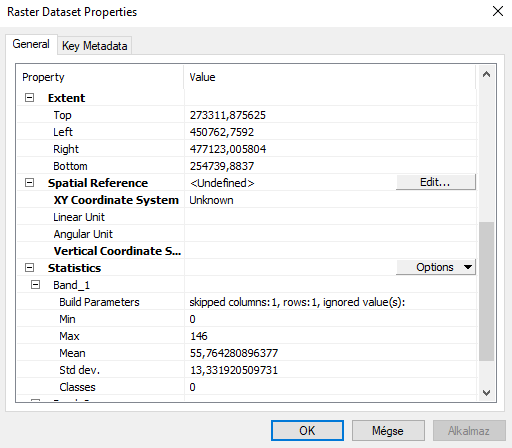 Raster Dataset Properties
General Key Metadata
Property Value
Extent
Top 273311,875625
Left 450762,7592
Right 477123,005804
Bottom 254739,8837
Spatial Reference <Undefined> Edit...
XY Coordinate System Unknown
Linear Unit
Angular Unit
Vertical Coordinate S...
Statistics Options
Band_1
Build Parameters skipped columns:1, rows:1, ignored value(s):
Min 0
Max 146
Mean 55,764280896377
Std dev. 13,331920509731
Classes 0
OK Mégse Alkalmaz